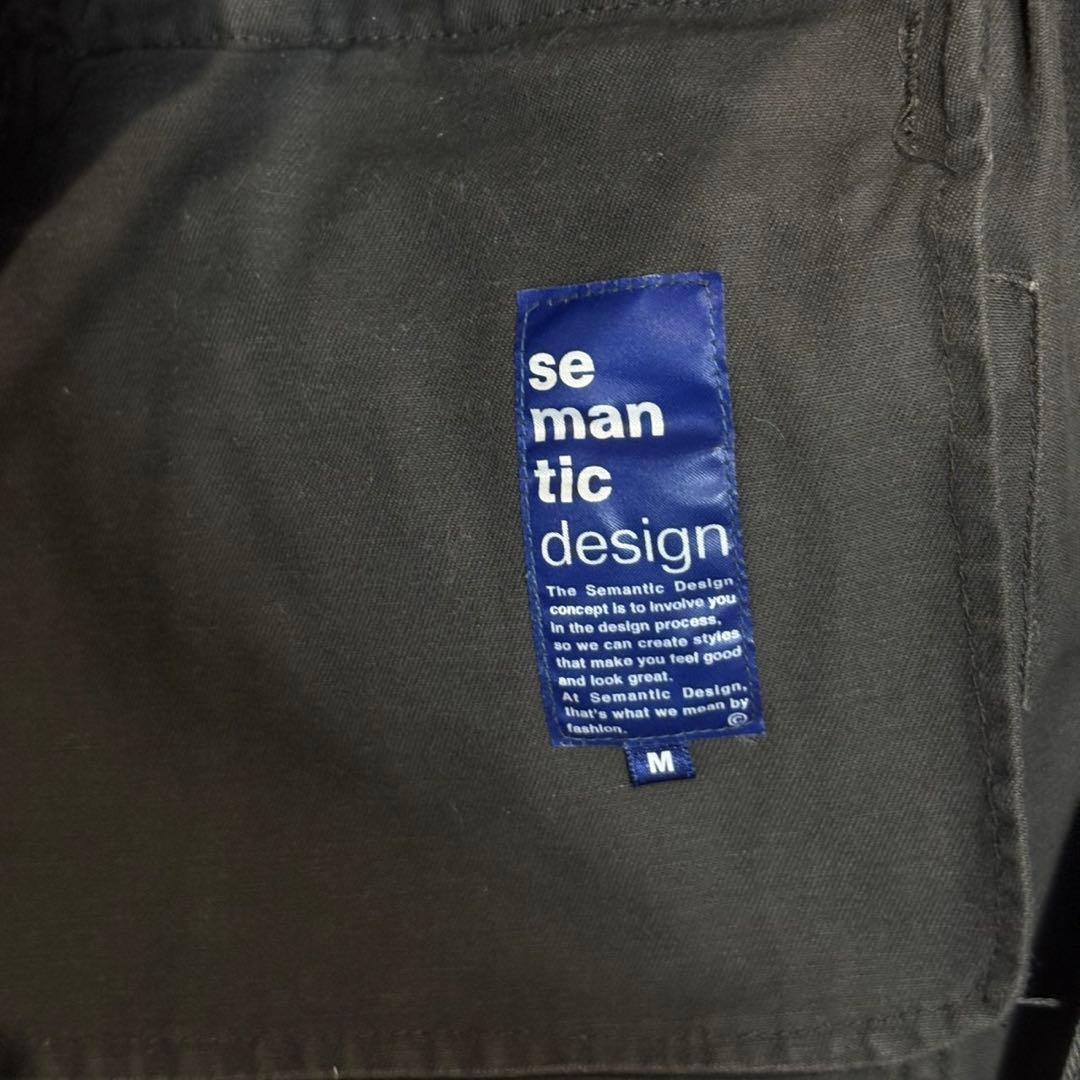 se
man
tic
design
The Semantic Design
concept is to involve you
in the design process,
so we can create styles
that make you feel good
and look great.
At Semantic Design,
that's what we mean by
fashion. ©
M